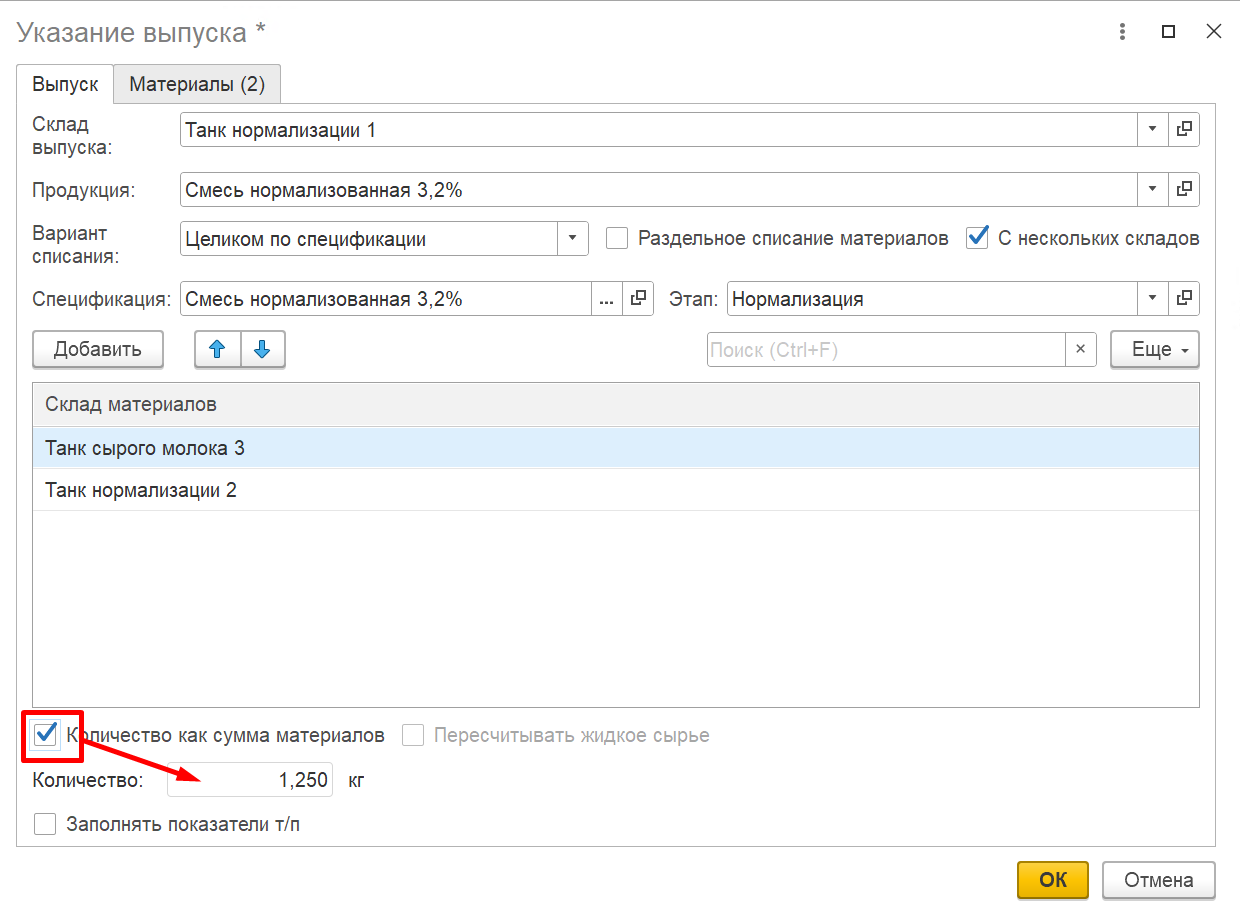 Указание выпуска *
Выпуск Материалы (2)
Склад
выпуска:
Танк нормализации 1
Продукция: Смесь нормализованная 3,2%
Вариант
списания:
Целиком по спецификации Раздельное списание материалов С нескольких складов
Спецификация: Смесь нормализованная 3,2% ... Этап: Нормализация
Добавить Поиск (Ctrl+F) × Еще
Склад материалов
Танк сырого молока 3
Танк нормализации 2
Количество как сумма материалов Пересчитывать жидкое сырье
Количество: 1,250 кг
Заполнять показатели т/п
ОК Отмена